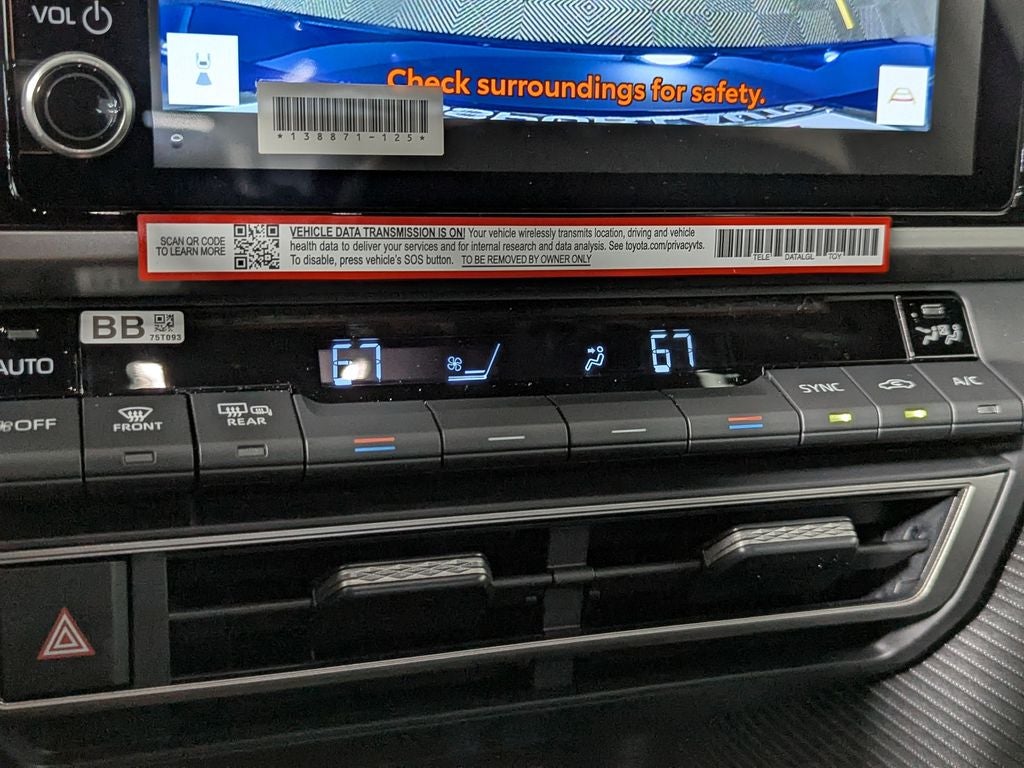 VOL
Check surroundings for safety.
*138871-125*
SCAN QR CODE
TO LEARN MORE
VEHICLE DATA TRANSMISSION IS ON! Your vehicle wirelessly transmits location, driving and vehicle
health data to deliver your services and for internal research and data analysis. See toyota.com/privacyvts.
To disable, press vehicle's SOS button. TO BE REMOVED BY OWNER ONLY
TELE DATALGL TOY
BB
75T093
AUTO
67
67
OFF
FRONT
REAR
SYNC
A/C